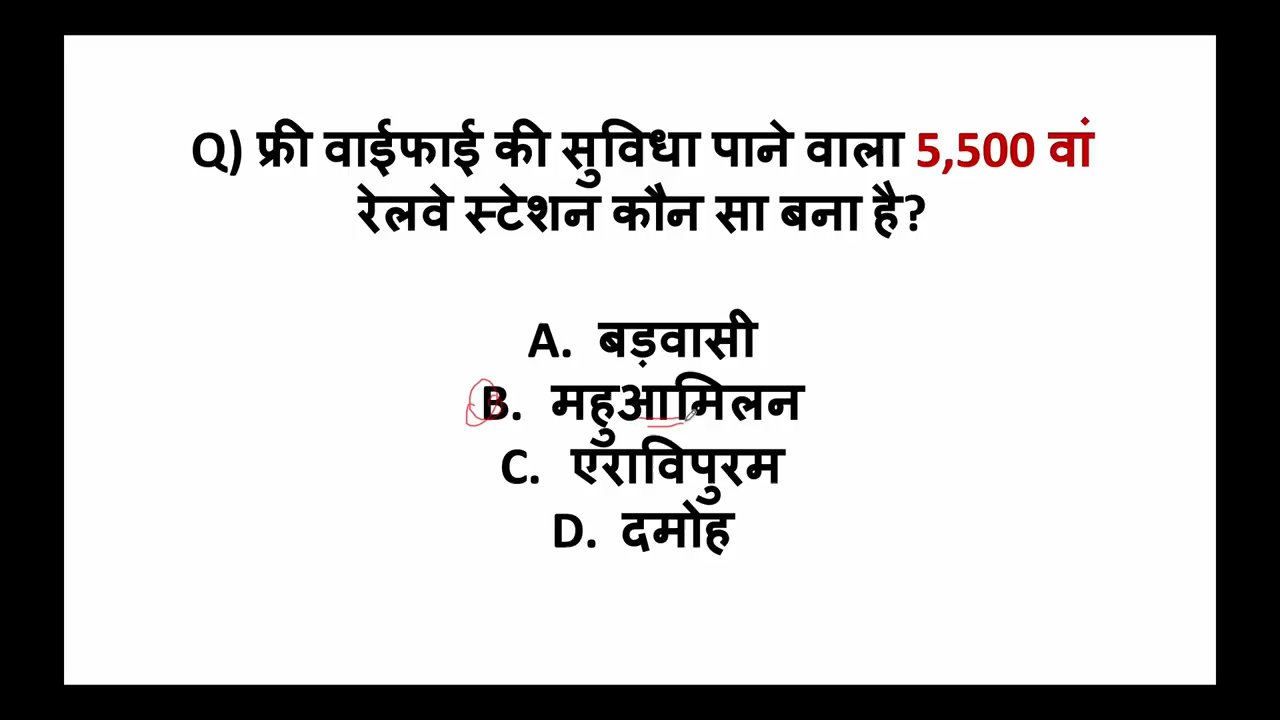 Q) फ्री वाईफाई की सुविधा पाने वाला 5,500 वां
रेलवे स्टेशन कौन सा बना है?
A. बड़वासी
B. महुआमिलन
C. एराविपुरम
D. दमोह